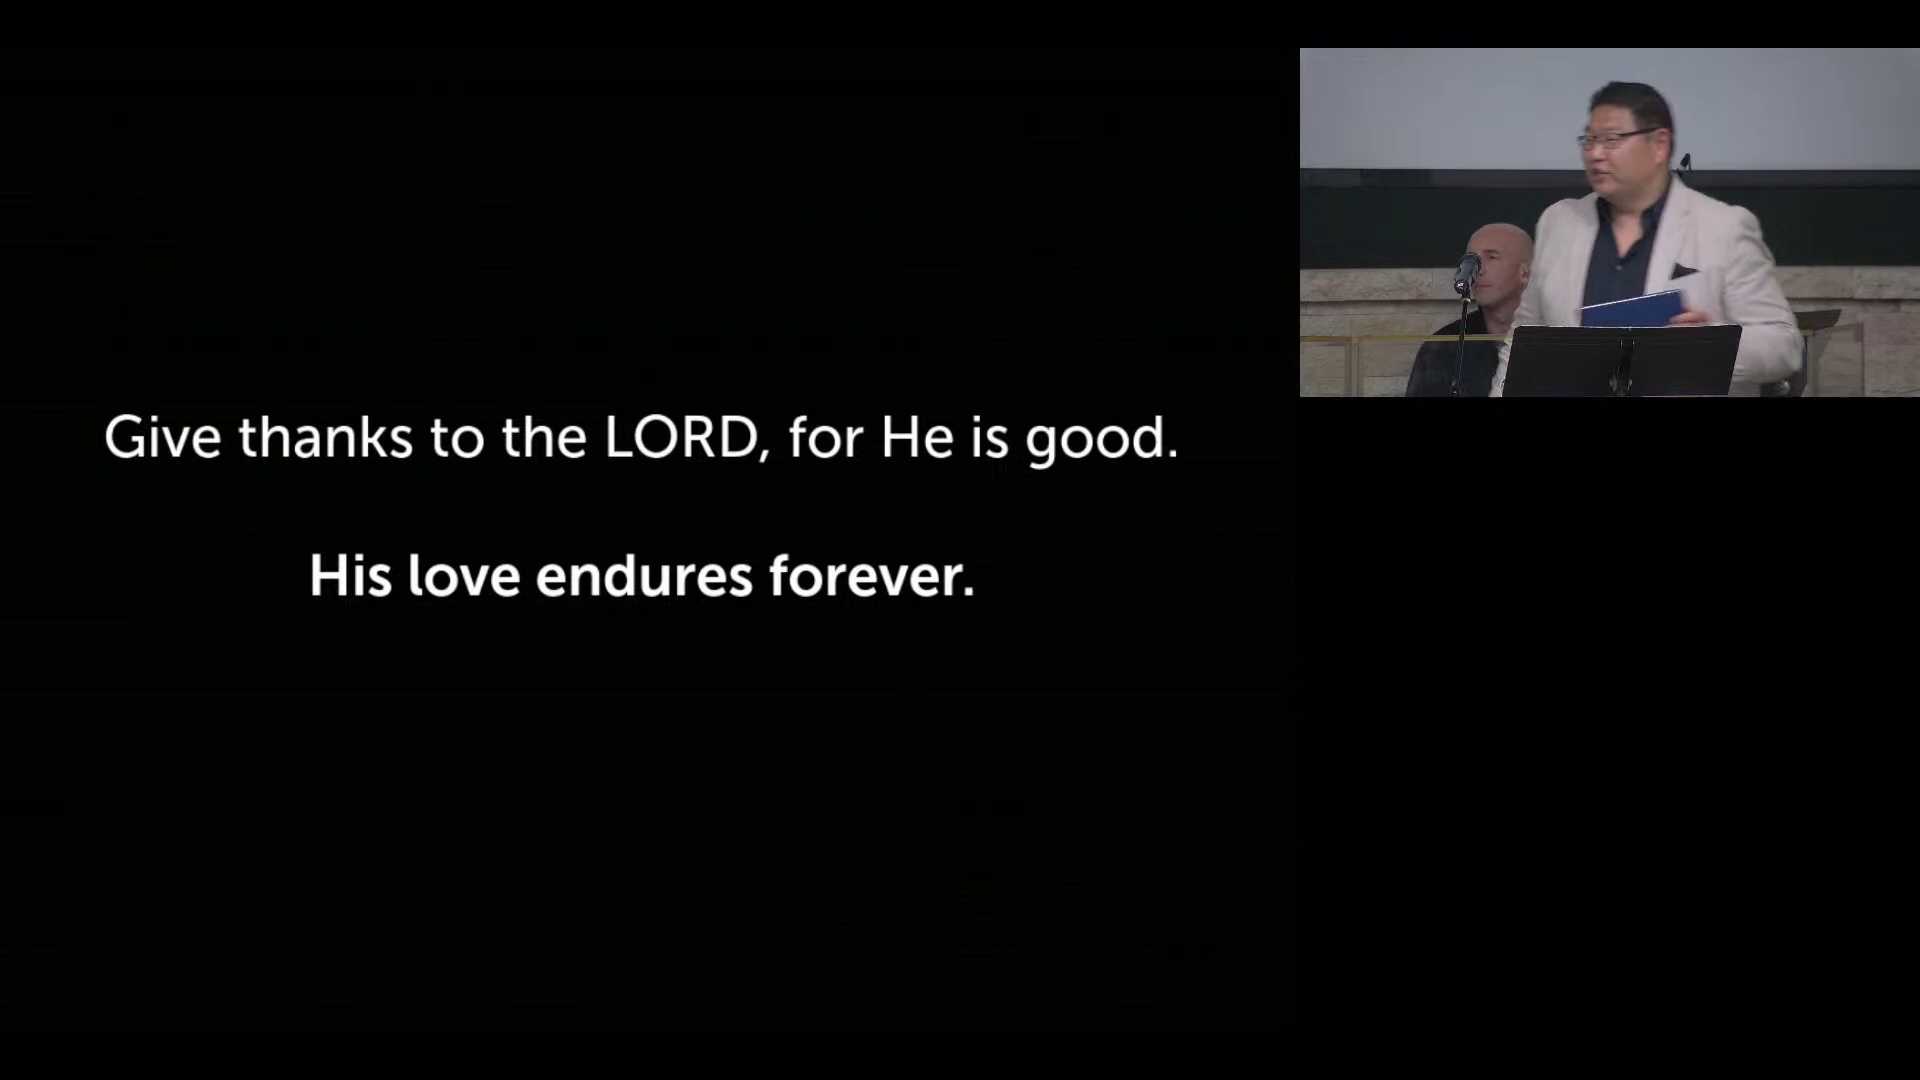 Give thanks to the LORD, for He is good.
His love endures forever.